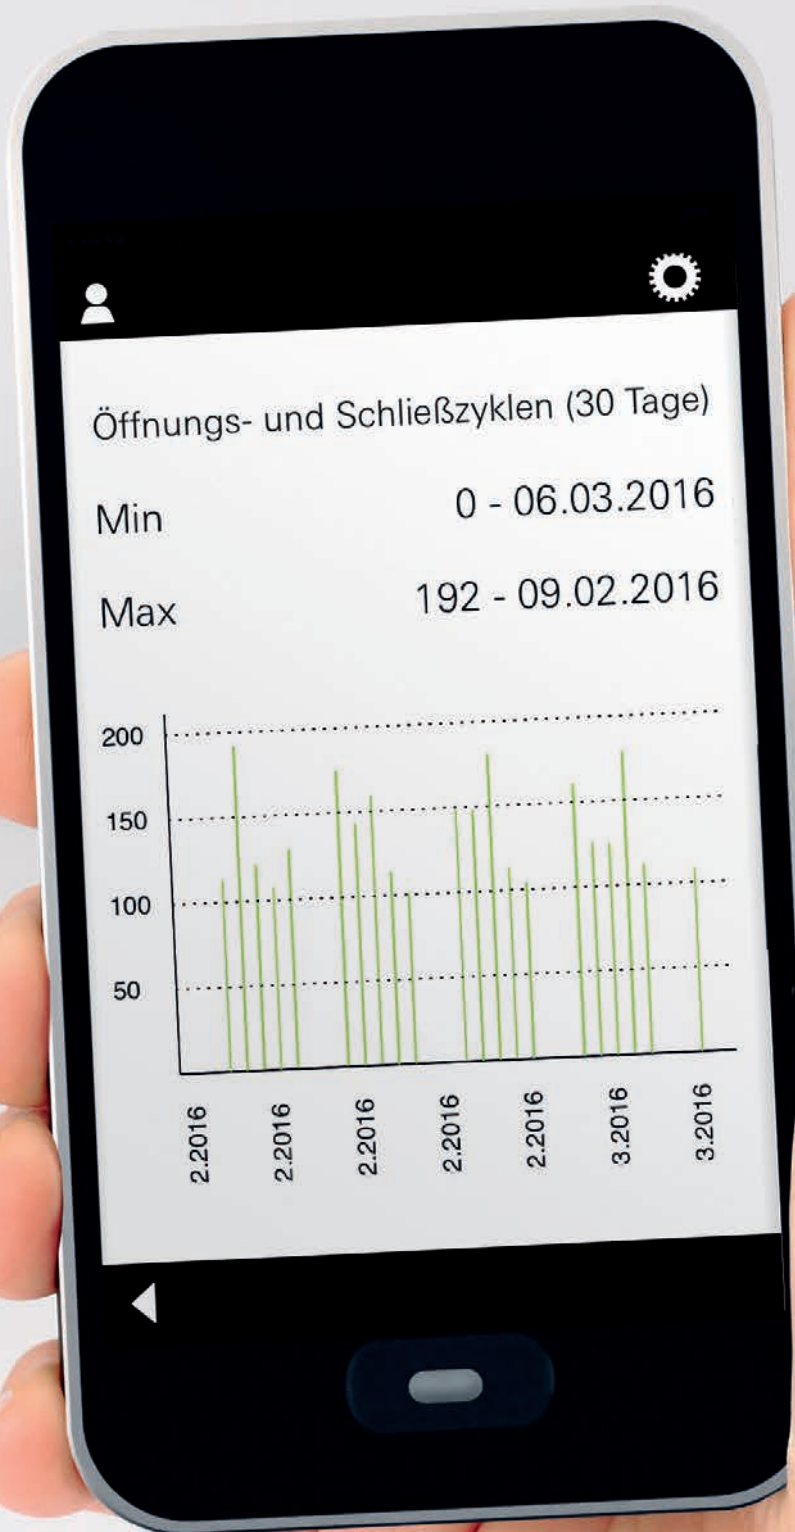 Öffnungs- und Schließzyklen (30 Tage)
Min 0 - 06.03.2016
Max 192 - 09.02.2016
200
150
100
50
2.2016 2.2016 2.2016 2.2016 2.2016 3.2016 3.2016